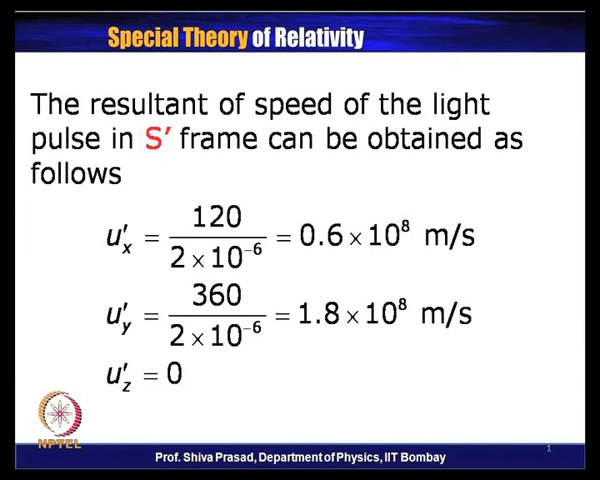 Special Theory of Relativity
The resultant of speed of the light
pulse in S′ frame can be obtained as
follows
u′x = 120 / 2 × 10⁻⁶ = 0.6 × 10⁸ m/s
u′y = 360 / 2 × 10⁻⁶ = 1.8 × 10⁸ m/s
u′z = 0
NPTEL
1
Prof. Shiva Prasad, Department of Physics, IIT Bombay